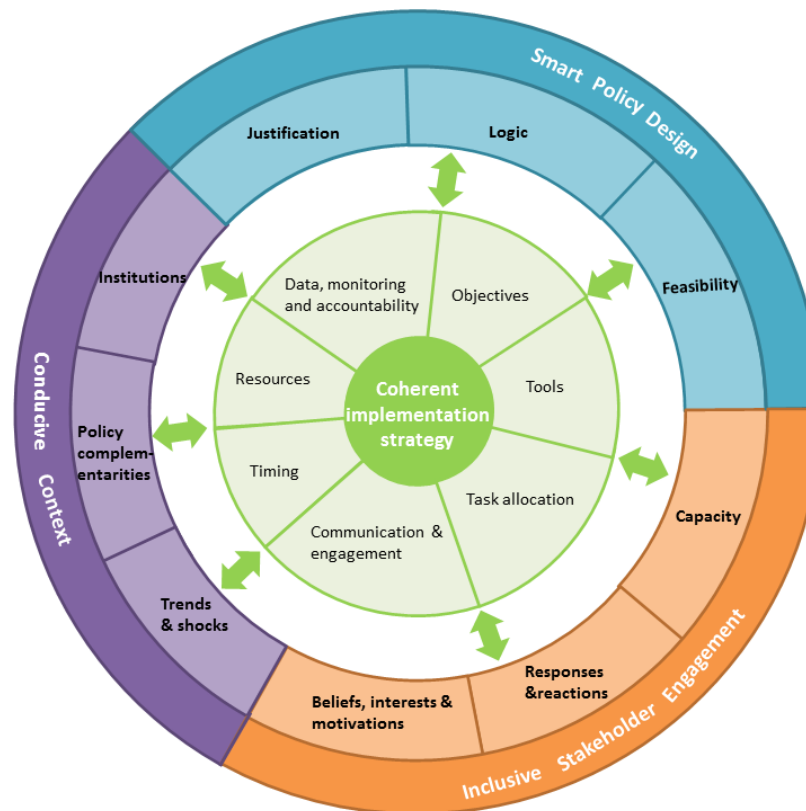 Smart Policy Design
Justification
Logic
Feasibility
Institutions
Policy
complem-
entarities
Trends
& shocks
Conducive Context
Capacity
Responses
&reactions
Beliefs, interests &
motivations
Inclusive Stakeholder Engagement
Data, monitoring
and accountability
Objectives
Resources
Tools
Timing
Task allocation
Communication &
engagement
Coherent
implementation
strategy